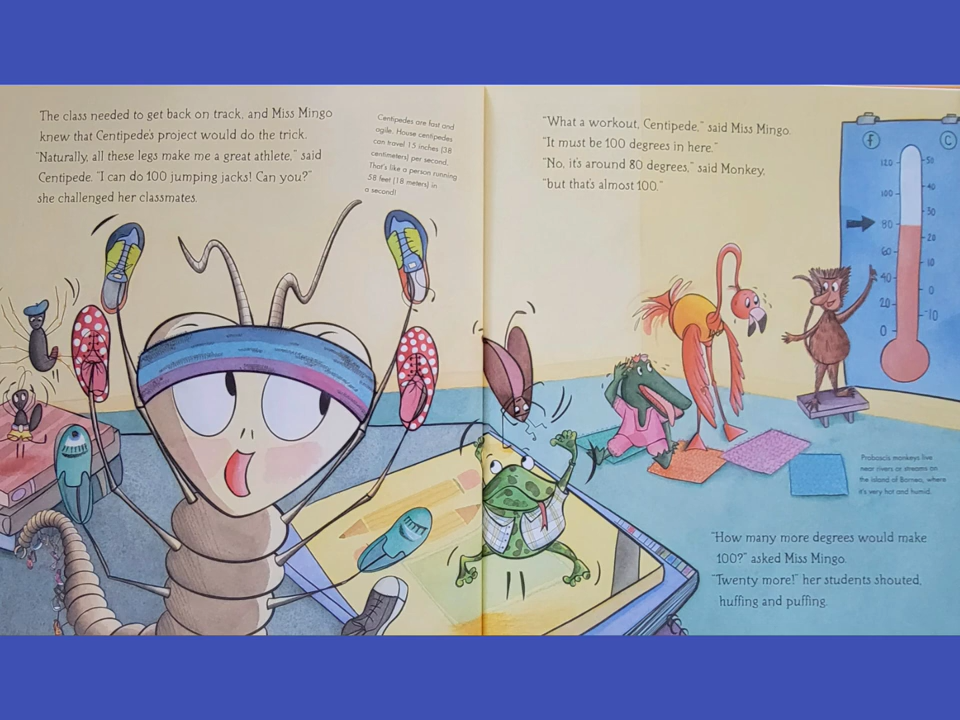 The class needed to get back on track, and Miss Mingo
knew that Centipede's project would do the trick.
"Naturally, all these legs make me a great athlete," said
Centipede. "I can do 100 jumping jacks! Can you?"
she challenged her classmates.
Centipedes are fast and
agile. House centipedes
can travel 15 inches (38
centimeters) per second.
That's like a person running
58 feet (18 meters) in
a second!
"What a workout, Centipede," said Miss Mingo.
"It must be 100 degrees in here."
"No, it's around 80 degrees," said Monkey,
"but that's almost 100."
f C
120 50
100 40
80 30
60 20
40 10
20 0
0 -10
Proboscis monkeys live
near rivers or streams on
the island of Borneo, where
it's very hot and humid.
"How many more degrees would make
100?" asked Miss Mingo.
"Twenty more!" her students shouted,
huffing and puffing.